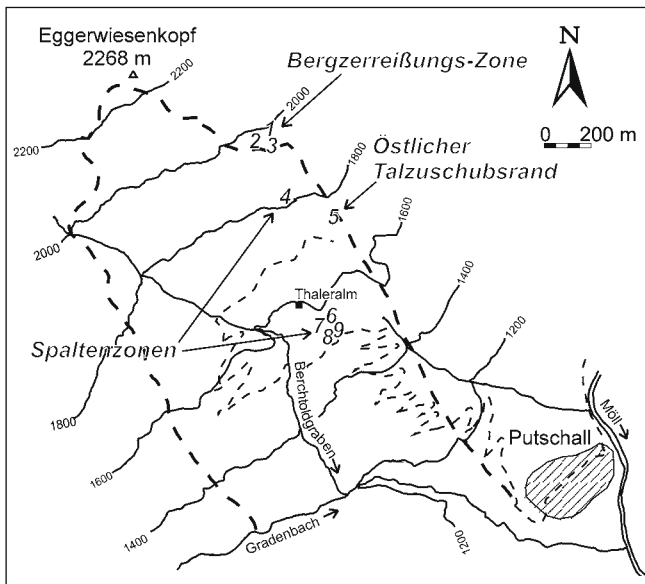 Eggerwiesenkopf
2268 m
2200
2200
Bergzerreißungs-Zone
2000
1
2
3
N
0 200 m
Östlicher
Talzuschubsrand
1800
4
5
1600
2000
Thaleralm
1400
6
7 9
8
1200
Spaltenzonen
Berchtoldgraben
Möll
1800
Putschall
1600
1400
Gradenbach
1200